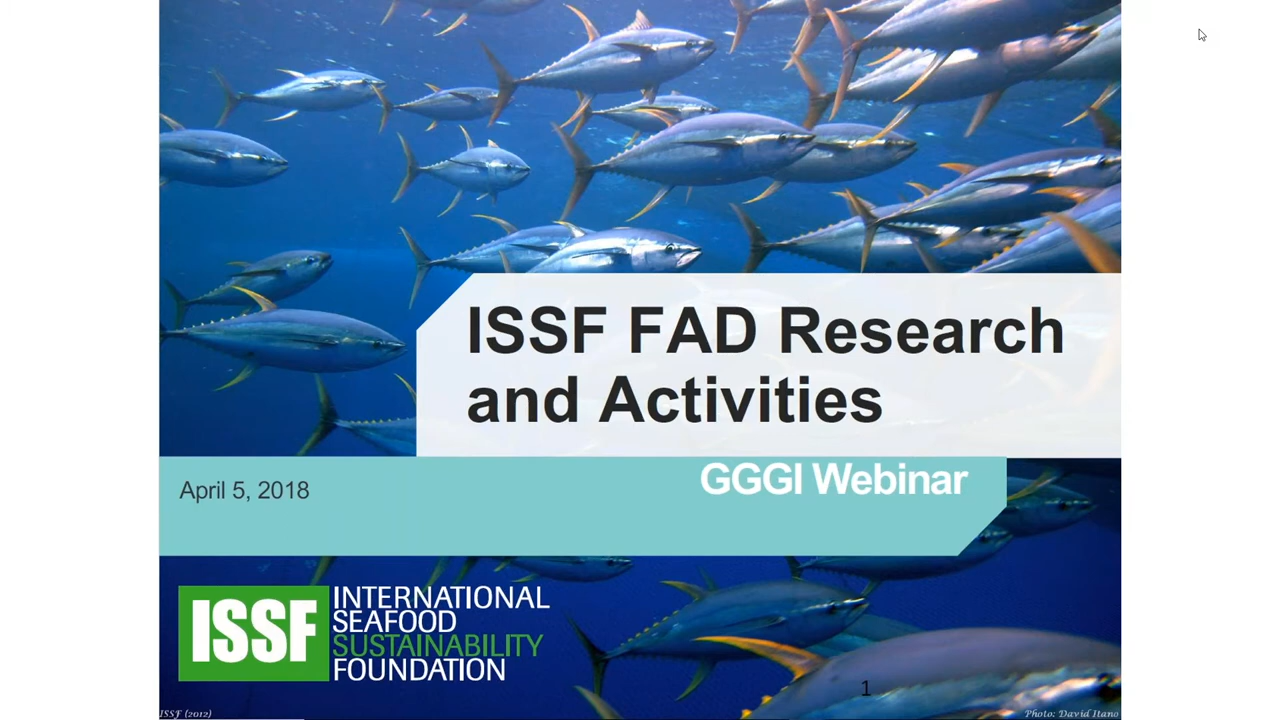 ISSF FAD Research
and Activities
GGGI Webinar
April 5, 2018
ISSF
INTERNATIONAL
SEAFOOD
SUSTAINABILITY
FOUNDATION
1
ISSF (2012)
Photo: David Itano